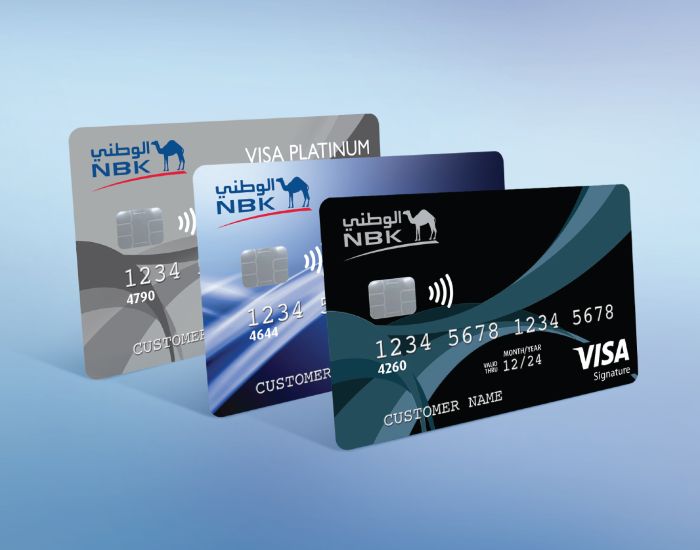 الوطني
NBK
VISA PLATINUM
1234
4790
CUSTOMER
الوطني
NBK
1234 5
4644
CUSTOMER
الوطني
NBK
1234 5678 1234 5678
4260
VALID THRU
MONTH/YEAR
12/24
CUSTOMER NAME
VISA
Signature